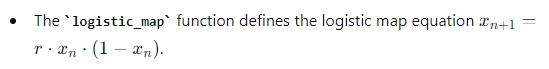 • The `logistic_map` function defines the logistic map equation xₙ₊₁ =
r · xₙ · (1 − xₙ).